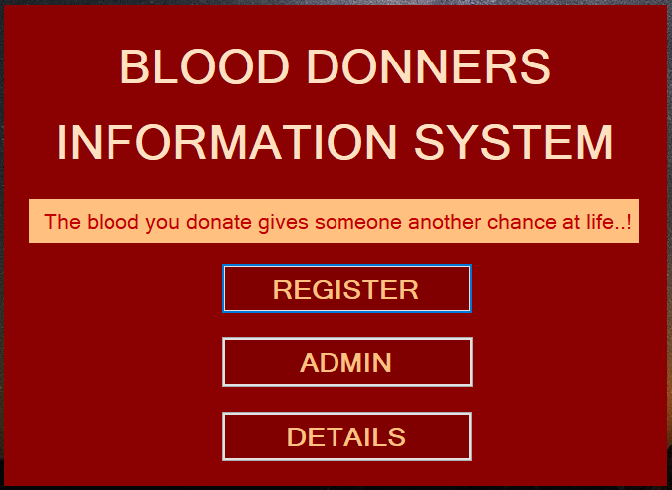 BLOOD DONNERS
INFORMATION SYSTEM
The blood you donate gives someone another chance at life..!
REGISTER
ADMIN
DETAILS